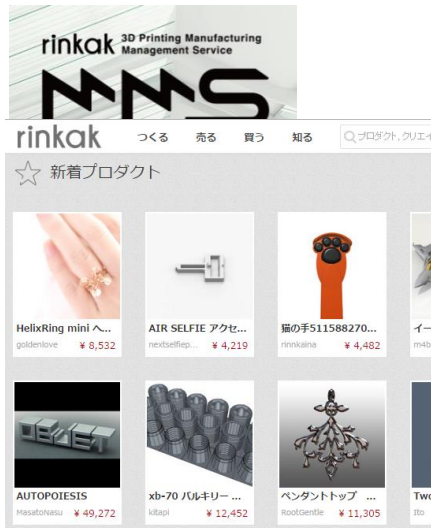 rinkak 3D Printing Manufacturing
Management Service
MMS
rinkak つくる 売る 買う 知る プロダクト, クリエイ
新着プロダクト
HelixRing mini ヘ...
goldenlove ¥ 8,532
AIR SELFIE アクセ...
nextselfiep... ¥ 4,219
猫の手511588270...
rinnkaina ¥ 4,482
イー
m4b
OBJET
AUTOPOIESIS
MasatoNasu ¥ 49,272
xb-70 バルキリー ...
kitapi ¥ 12,452
ペンダントトップ ...
RootGentle ¥ 11,305
Two
Ito